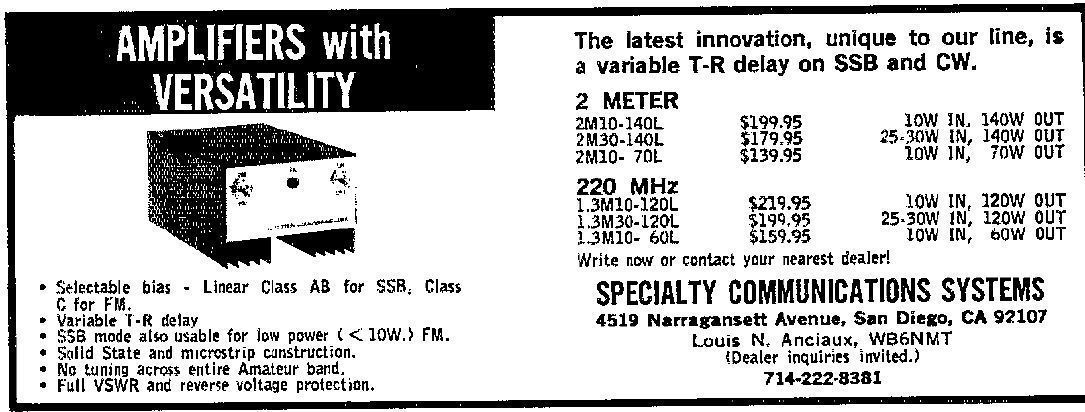 AMPLIFIERS with
VERSATILITY
• Selectable bias - Linear Class AB for SSB, Class
C for FM.
• Variable T-R delay
• SSB mode also usable for low power (< 10W.) FM.
• Solid State and microstrip construction.
• No tuning across entire Amateur band.
• Full VSWR and reverse voltage protection.
The latest innovation, unique to our line, is
a variable T-R delay on SSB and CW.
2 METER
2M10-140L $199.95 10W IN, 140W OUT
2M30-140L $179.95 25-30W IN, 140W OUT
2M10- 70L $139.95 10W IN, 70W OUT
220 MHz
1.3M10-120L $219.95 10W IN, 120W OUT
1.3M30-120L $199.95 25-30W IN, 120W OUT
1.3M10- 60L $159.95 10W IN, 60W OUT
Write now or contact your nearest dealer!
SPECIALTY COMMUNICATIONS SYSTEMS
4519 Narragansett Avenue, San Diego, CA 92107
Louis N. Anciaux, WB6NMT
(Dealer inquiries invited.)
714-222-8381